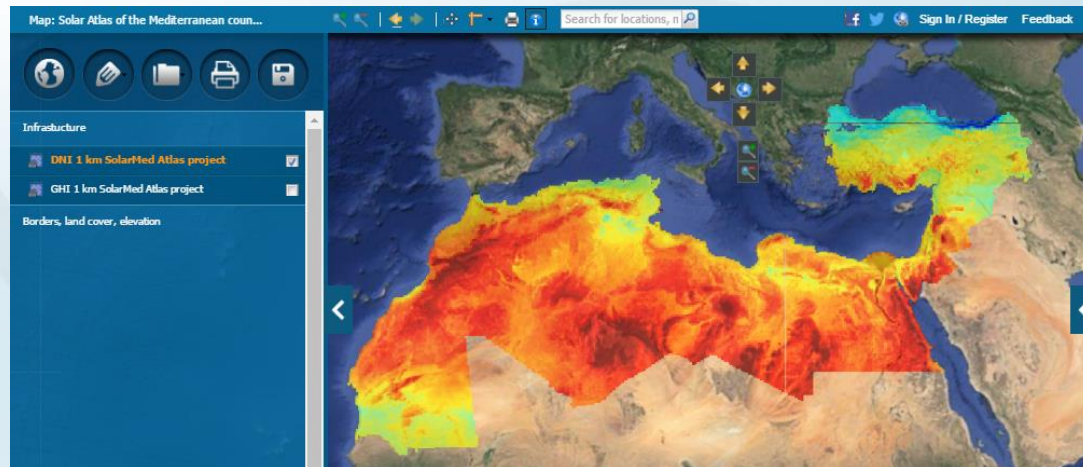 Map: Solar Atlas of the Mediterranean coun...
Search for locations, n
Sign In / Register Feedback
Infrastucture
DNI 1 km SolarMed Atlas project
GHI 1 km SolarMed Atlas project
Borders, land cover, elevation